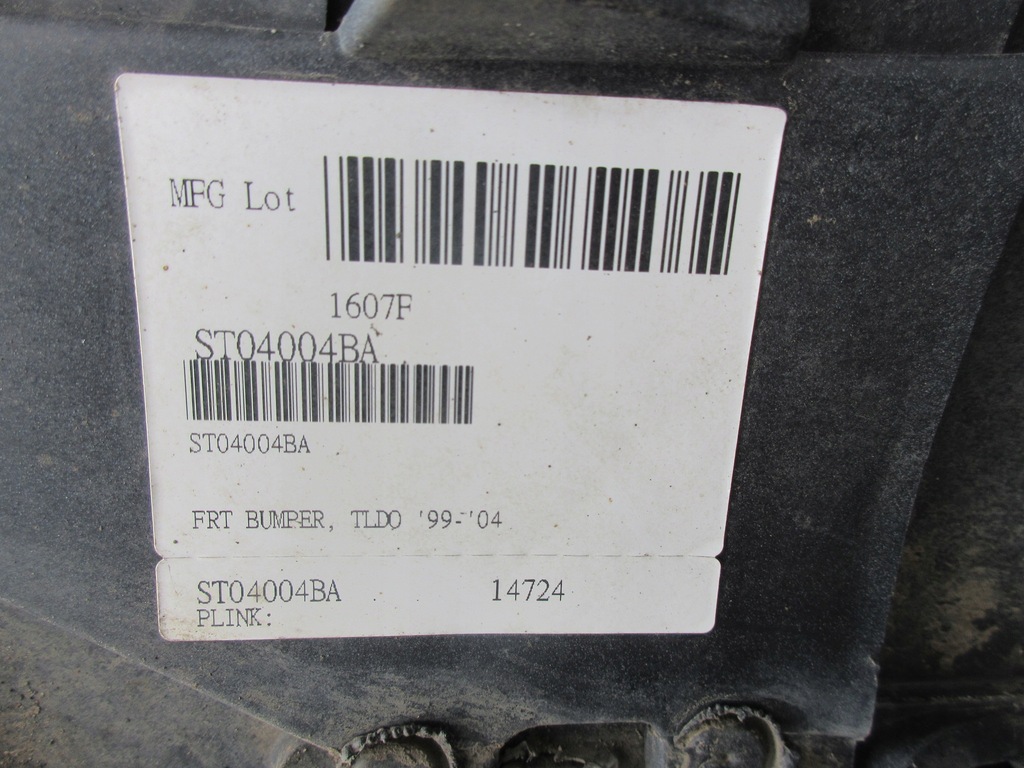 MFG Lot
1607F
ST04004BA
ST04004BA
FRT BUMPER, TLDO '99-'04
ST04004BA 14724
PLINK: